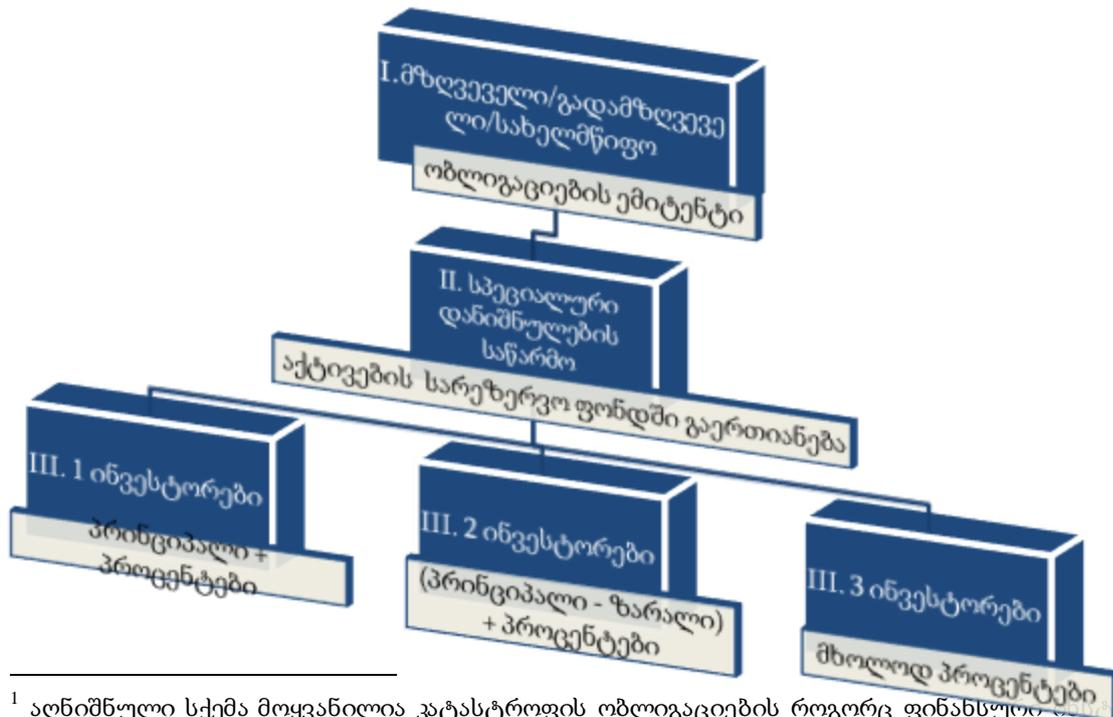 I.მზღვეველი/გადამზღვევე
ლი/სახელმწიფო
ობლიგაციების ემიტენტი
II. სპეციალური
დანიშნულების
საწარმო
აქტივების სარეზერვო ფონდში გაერთიანება
III. 1 ინვესტორები
პრინციპალი +
პროცენტები
III. 2 ინვესტორები
(პრინციპალი - ზარალი)
+ პროცენტები
III. 3 ინვესტორები
მხოლოდ პროცენტები
1 აღნიშნული სქემა მოყვანილია კატასტროფის ობლიგაციების როგორც ფინანსური